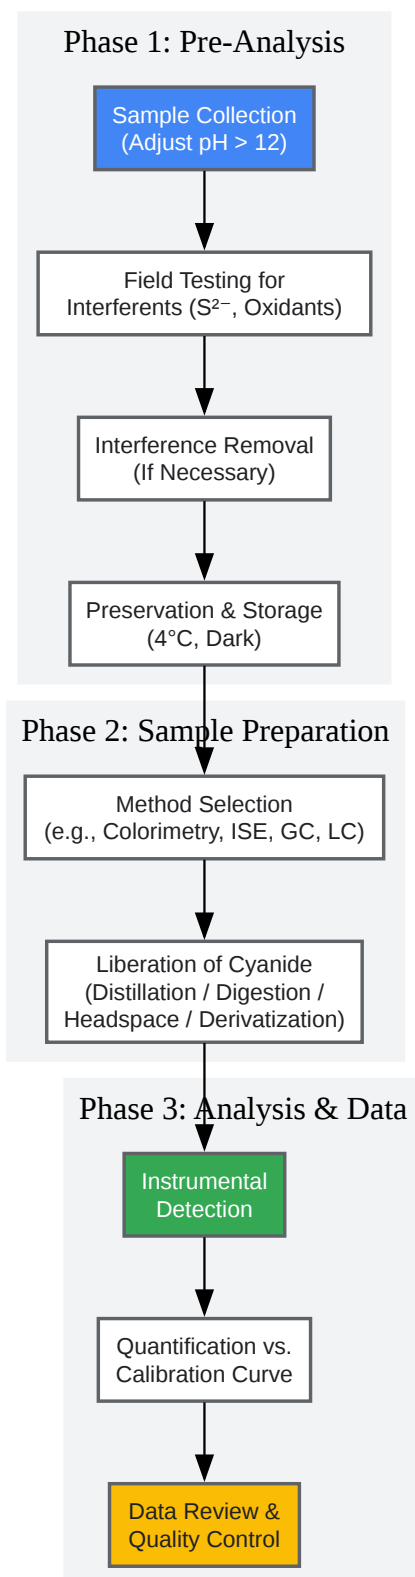 Phase 1: Pre-Analysis
Sample Collection
(Adjust pH > 12)
Field Testing for
Interferents (S²⁻, Oxidants)
Interference Removal
(If Necessary)
Preservation & Storage
(4°C, Dark)
Phase 2: Sample Preparation
Method Selection
(e.g., Colorimetry, ISE, GC, LC)
Liberation of Cyanide
(Distillation / Digestion /
Headspace / Derivatization)
Phase 3: Analysis & Data
Instrumental
Detection
Quantification vs.
Calibration Curve
Data Review &
Quality Control